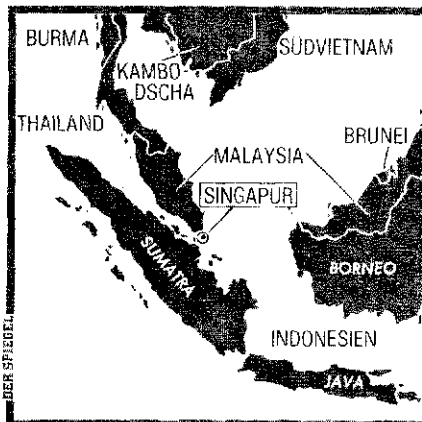 BURMA
SÜDVIETNAM
KAMBO-
DSCHA
THAILAND
BRUNEI
MALAYSIA
SINGAPUR
SUMATRA
BORNEO
INDONESIEN
JAVA
DER SPIEGEL